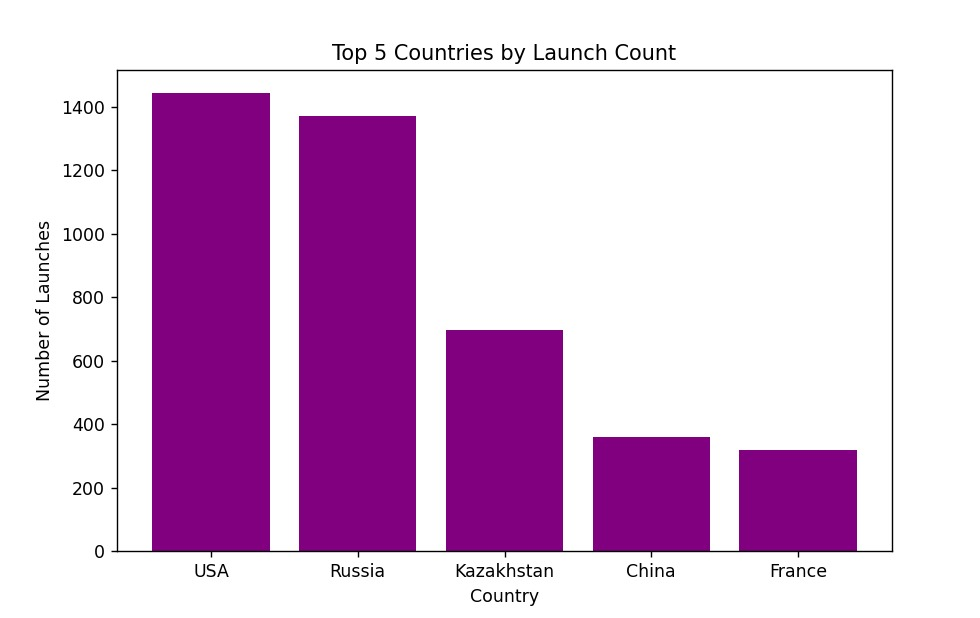 Top 5 Countries by Launch Count
1400
1200
1000
800
600
400
200
0
Number of Launches
USA
Russia
Kazakhstan
China
France
Country